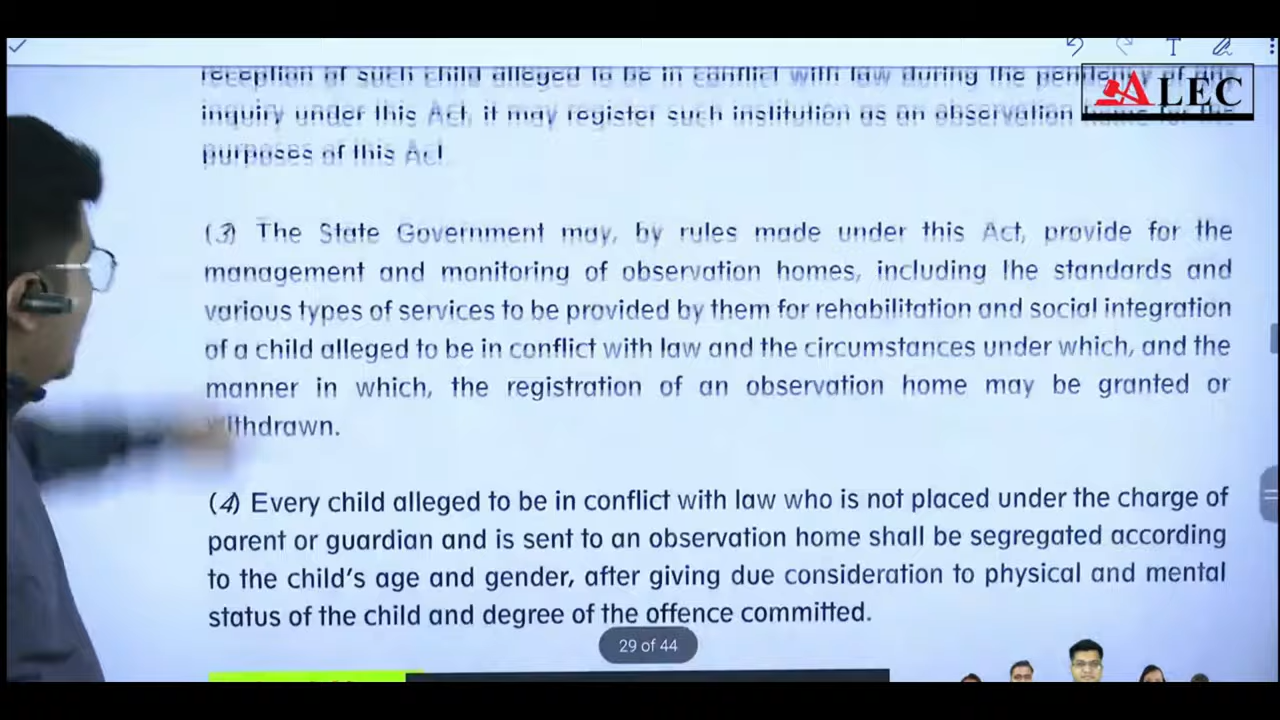 reception of such child alleged to be in conflict with law during the pendency of any
inquiry under this Act, it may register such institution as an observation home for the
purposes of this Act.
(3) The State Government may, by rules made under this Act, provide for the
management and monitoring of observation homes, including the standards and
various types of services to be provided by them for rehabilitation and social integration
of a child alleged to be in conflict with law and the circumstances under which, and the
manner in which, the registration of an observation home may be granted or
withdrawn.
(4) Every child alleged to be in conflict with law who is not placed under the charge of
parent or guardian and is sent to an observation home shall be segregated according
to the child's age and gender, after giving due consideration to physical and mental
status of the child and degree of the offence committed.
29 of 44
ALEC